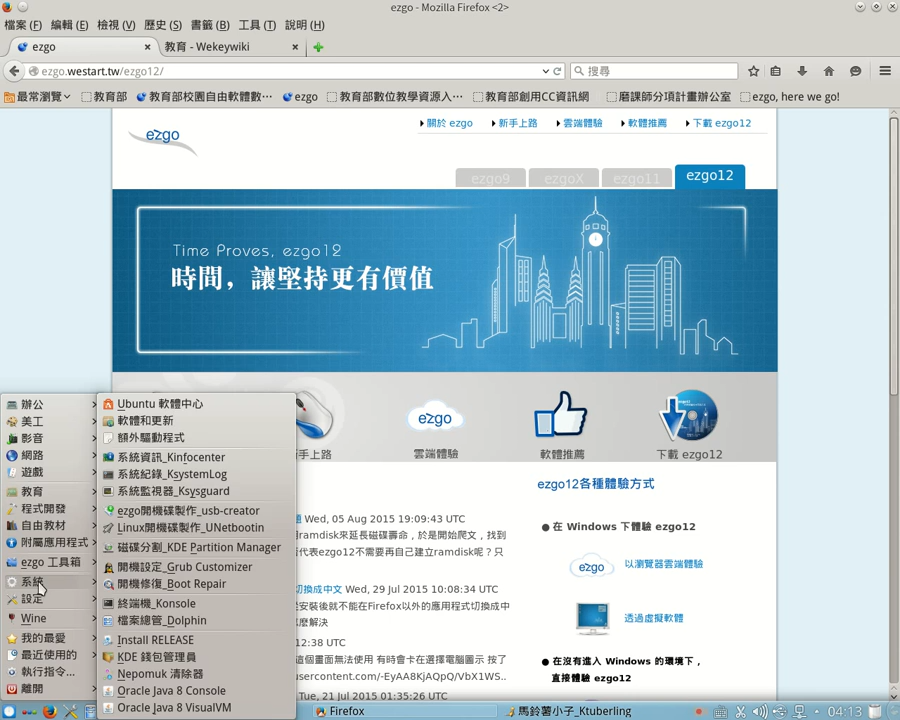 ezgo - Mozilla Firefox <2>
檔案 (F) 編輯 (E) 檢視 (V) 歷史 (S) 書籤 (B) 工具 (T) 說明 (H)
ezgo 教育 - Wekeywiki
ezgo.westart.tw/ezgo12/ 搜尋
最常瀏覽 教育部 教育部校園自由軟體數… ezgo 教育部數位教學資源入… 教育部創用CC資訊網 磨課師分項計畫辦公室 ezgo, here we go!
關於 ezgo 新手上路 雲端體驗 軟體推薦 下載 ezgo12
ezgo
ezgo9 ezgoX ezgo11 ezgo12
Time Proves, ezgo12
時間，讓堅持更有價值
ezgo
手上路 雲端體驗 軟體推薦 下載 ezgo12
ezgo12各種體驗方式
Wed, 05 Aug 2015 19:09:43 UTC
ramdisk來延長磁碟壽命，於是開始爬文，找到
代表ezgo12不需要再自己建立ramdisk呢？只
切換成中文 Wed, 29 Jul 2015 10:08:34 UTC
安裝後就不能在Firefox以外的應用程式切換成中
解決
12:38 UTC
這個畫面無法使用 有時會卡在選擇電腦圖示 按了
usercontent.com/-EyAA8KjAQpQ/VbX1WS..
Tue, 21 Jul 2015 01:35:26 UTC
在 Windows 下體驗 ezgo12
ezgo
以瀏覽器雲端體驗
透過虛擬軟體
在沒有進入 Windows 的環境下，
直接體驗 ezgo12
辦公
美工
影音
網路
遊戲
教育
程式開發
自由教材
附屬應用程式
ezgo 工具箱
系統
設定
Wine
我的最愛
最近使用的
執行指令...
離開
Ubuntu 軟體中心
軟體和更新
額外驅動程式
系統資訊_Kinfocenter
系統紀錄_KsystemLog
系統監視器_Ksysguard
ezgo開機碟製作_usb-creator
Linux開機碟製作_UNetbootin
磁碟分割_KDE Partition Manager
開機設定_Grub Customizer
開機修復_Boot Repair
終端機_Konsole
檔案總管_Dolphin
Install RELEASE
KDE 錢包管理員
Nepomuk 清除器
Oracle Java 8 Console
Oracle Java 8 VisualVM
Firefox 馬鈴薯小子_Ktuberling 04:13